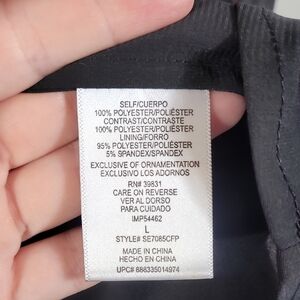 SELF/CUERPO
100% POLYESTER/POLIÉSTER
CONTRAST/CONTRASTE
100% POLYESTER/POLIÉSTER
LINING/FORRO
95% POLYESTER/POLIÉSTER
5% SPANDEX/SPANDEX
EXCLUSIVE OF ORNAMENTATION
EXCLUSIVO LOS ADORNOS
RN# 39831
CARE ON REVERSE
VER AL DORSO
PARA CUIDADO
IMP54462
L
STYLE# SE7085CFP
MADE IN CHINA
HECHO EN CHINA
UPC# 888335014974